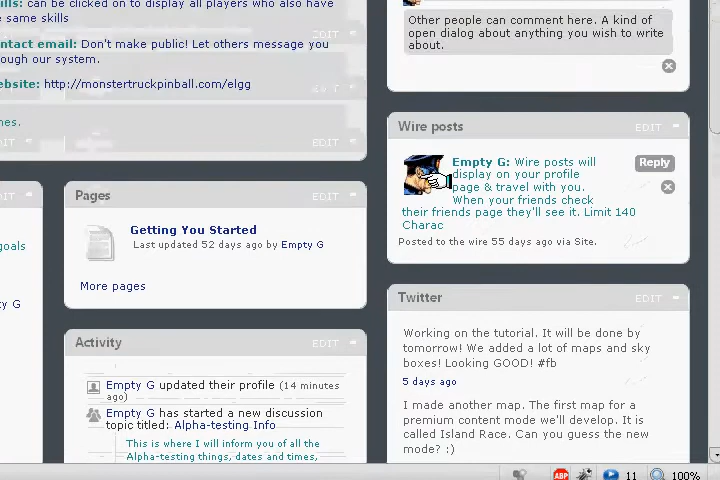 ills: can be clicked on to display all players who also have
e same skills
EDIT
ontact email: Don't make public! Let others message you
ough our system.
ebsite: http://monstertruckpinball.com/elgg
EDIT
mes.
EDIT
EDIT
oals
ty G
Pages EDIT
Getting You Started
Last updated 52 days ago by Empty G
More pages
Activity EDIT
Empty G updated their profile (14 minutes
ago)
Empty G has started a new discussion
topic titled: Alpha-testing Info
This is where I will inform you of all the
Alpha-testing things, dates and times,
Other people can comment here. A kind of
open dialog about anything you wish to write
about.
Wire posts EDIT
Empty G: Wire posts will
display on your profile
page & travel with you.
When your friends check
their friends page they'll see it. Limit 140
Charac
Reply
Posted to the wire 55 days ago via Site.
Twitter EDIT
Working on the tutorial. It will be done by
tomorrow! We added a lot of maps and sky
boxes! Looking GOOD! #fb
5 days ago
I made another map. The first map for a
premium content mode we'll develop. It is
called Island Race. Can you guess the new
mode? :)
ABP 11 100%